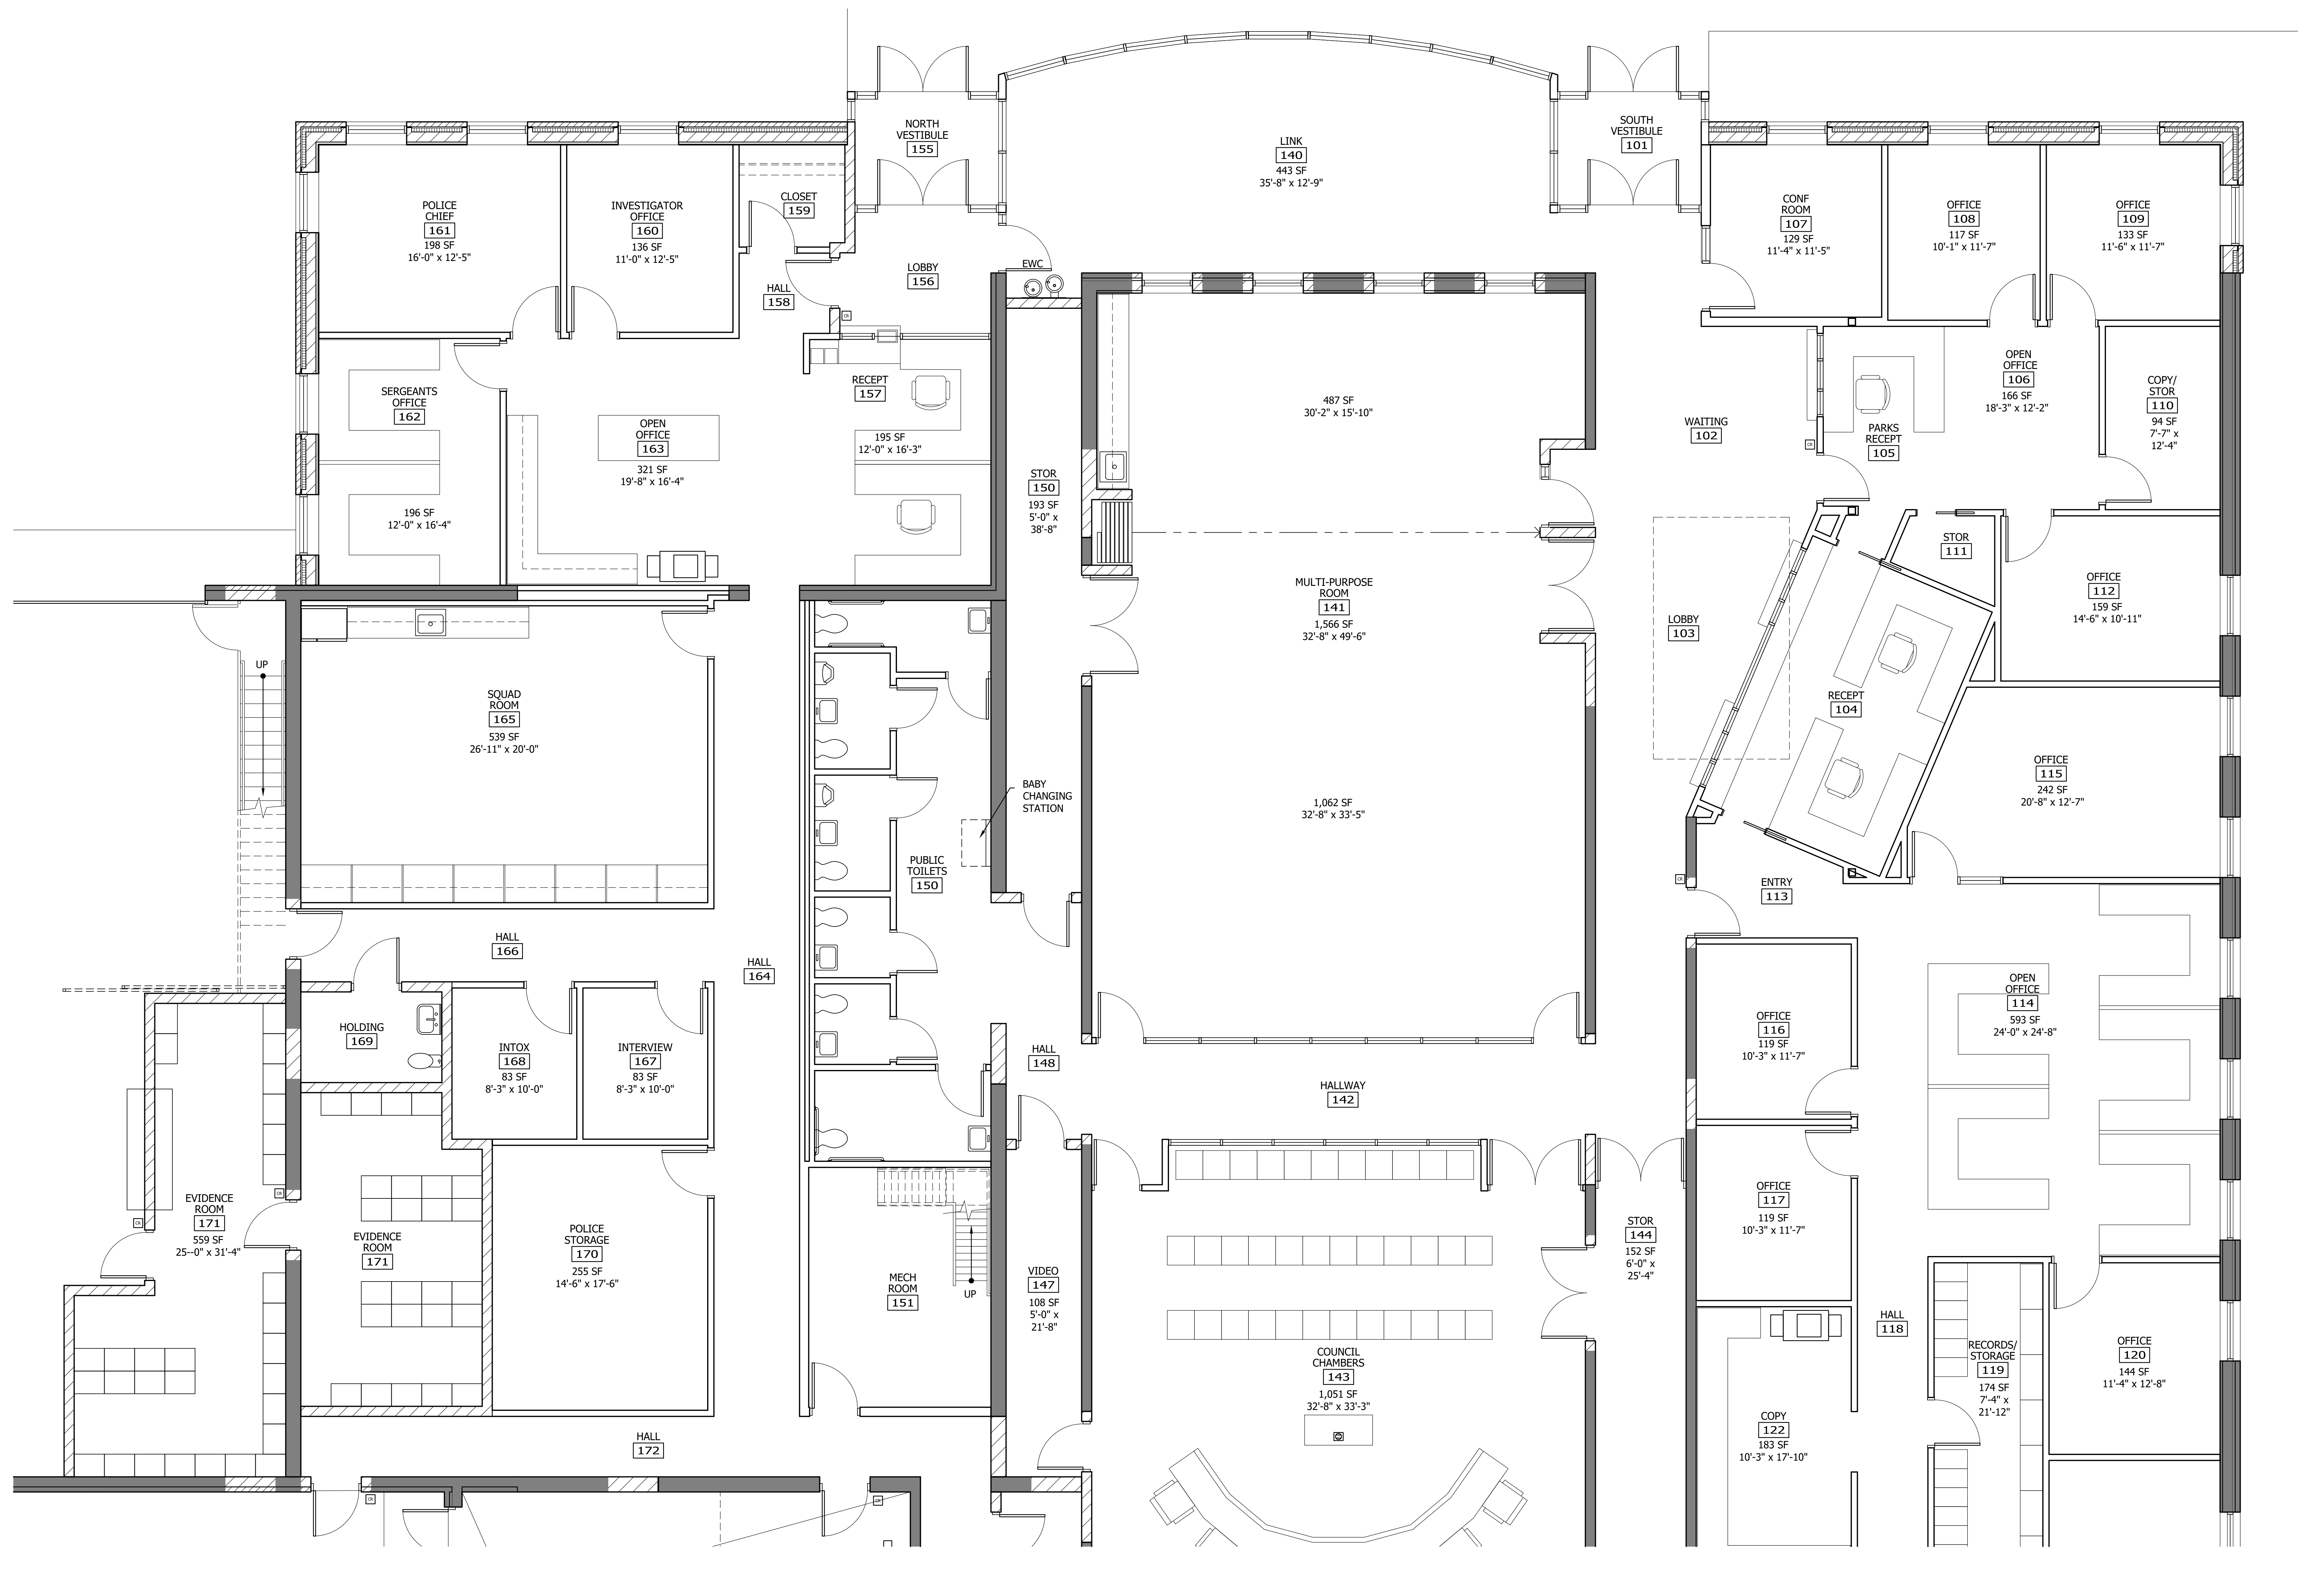 NORTH
VESTIBULE
155
LINK
140
443 SF
35'-8" x 12'-9"
SOUTH
VESTIBULE
101
POLICE
CHIEF
161
198 SF
16'-0" x 12'-5"
INVESTIGATOR
OFFICE
160
136 SF
11'-0" x 12'-5"
CLOSET
159
HALL
158
LOBBY
156
EWC
CONF
ROOM
107
129 SF
11'-4" x 11'-5"
OFFICE
108
117 SF
10'-1" x 11'-7"
OFFICE
109
133 SF
11'-6" x 11'-7"
CR
SERGEANTS
OFFICE
162
196 SF
12'-0" x 16'-4"
OPEN
OFFICE
163
321 SF
19'-8" x 16'-4"
RECEPT
157
195 SF
12'-0" x 16'-3"
STOR
150
193 SF
5'-0" x
38'-8"
487 SF
30'-2" x 15'-10"
WAITING
102
CR
PARKS
RECEPT
105
OPEN
OFFICE
106
166 SF
18'-3" x 12'-2"
COPY/
STOR
110
94 SF
7'-7" x
12'-4"
STOR
111
OFFICE
112
159 SF
14'-6" x 10'-11"
MULTI-PURPOSE
ROOM
141
1,566 SF
32'-8" x 49'-6"
LOBBY
103
RECEPT
104
UP
SQUAD
ROOM
165
539 SF
26'-11" x 20'-0"
BABY
CHANGING
STATION
1,062 SF
32'-8" x 33'-5"
OFFICE
115
242 SF
20'-8" x 12'-7"
PUBLIC
TOILETS
150
CR
ENTRY
113
HALL
166
HALL
164
HOLDING
169
INTOX
168
83 SF
8'-3" x 10'-0"
INTERVIEW
167
83 SF
8'-3" x 10'-0"
HALL
148
HALLWAY
142
OFFICE
116
119 SF
10'-3" x 11'-7"
OPEN
OFFICE
114
593 SF
24'-0" x 24'-8"
CR
CR
EVIDENCE
ROOM
171
559 SF
25--0" x 31'-4"
EVIDENCE
ROOM
171
POLICE
STORAGE
170
255 SF
14'-6" x 17'-6"
MECH
ROOM
151
UP
VIDEO
147
108 SF
5'-0" x
21'-8"
STOR
144
152 SF
6'-0" x
25'-4"
OFFICE
117
119 SF
10'-3" x 11'-7"
COUNCIL
CHAMBERS
143
1,051 SF
32'-8" x 33'-3"
HALL
118
RECORDS/
STORAGE
119
174 SF
7'-4" x
21'-12"
OFFICE
120
144 SF
11'-4" x 12'-8"
COPY
122
183 SF
10'-3" x 17'-10"
HALL
172
CR
CR